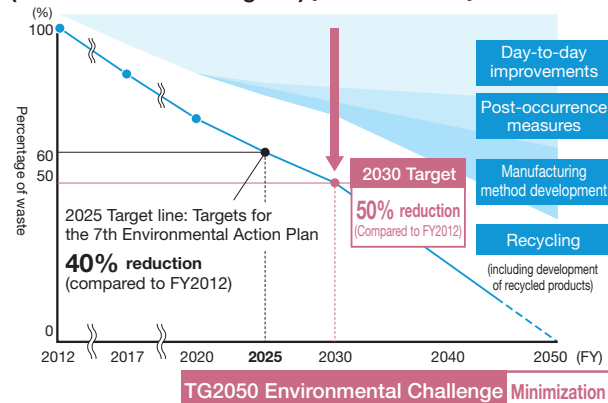 (%)
100
60
50
0
Percentage of waste
Day-to-day
improvements
Post-occurrence
measures
Manufacturing
method development
Recycling
(including development
of recycled products)
2030 Target
50% reduction
(Compared to FY2012)
2025 Target line: Targets for
the 7th Environmental Action Plan
40% reduction
(compared to FY2012)
2012 2017 2020 2025 2030 2040 2050 (FY)
TG2050 Environmental Challenge Minimization